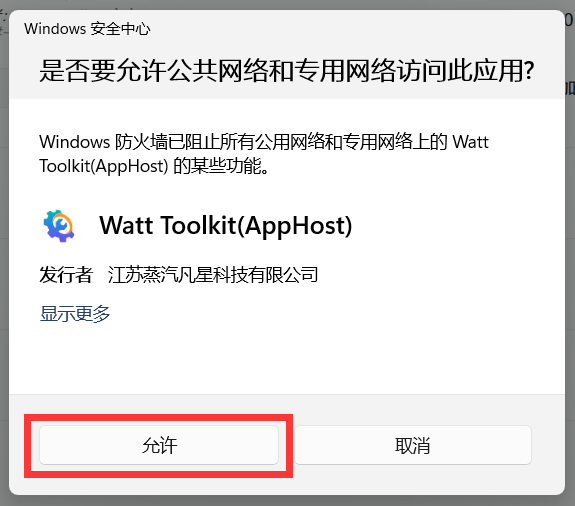 Windows 安全中心
是否要允许公共网络和专用网络访问此应用?
Windows 防火墙已阻止所有公用网络和专用网络上的 Watt
Toolkit(AppHost) 的某些功能。
Watt Toolkit(AppHost)
发行者 江苏蒸汽凡星科技有限公司
显示更多
允许 取消